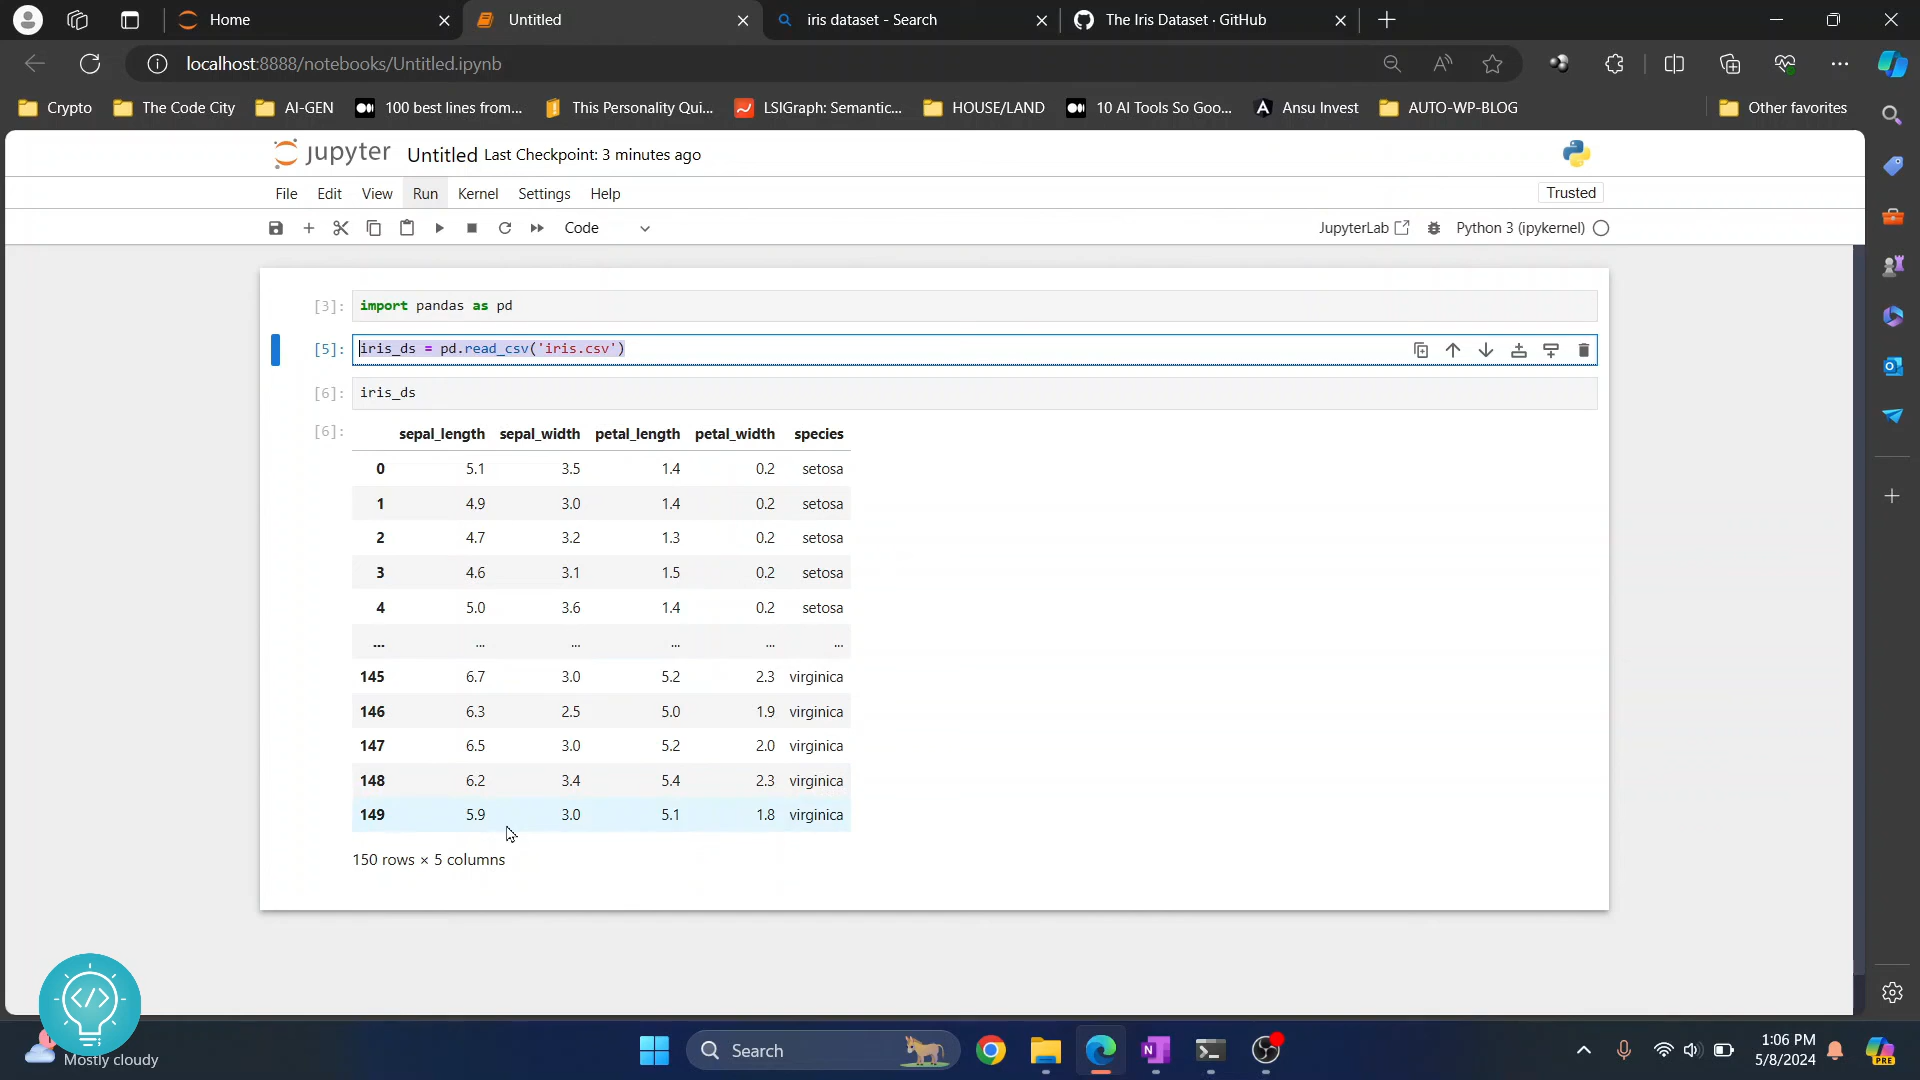 Home
Untitled
iris dataset - Search
The Iris Dataset · GitHub
localhost:8888/notebooks/Untitled.ipynb
Crypto
The Code City
AI-GEN
100 best lines from...
This Personality Qui...
LSIGraph: Semantic...
HOUSE/LAND
10 AI Tools So Goo...
Ansu Invest
AUTO-WP-BLOG
Other favorites
jupyter Untitled Last Checkpoint: 3 minutes ago
File Edit View Run Kernel Settings Help
Trusted
Code
JupyterLab
Python 3 (ipykernel)
[3]: import pandas as pd
[5]: iris_ds = pd.read_csv('iris.csv')
[6]: iris_ds
[6]: sepal_length sepal_width petal_length petal_width species
0 5.1 3.5 1.4 0.2 setosa
1 4.9 3.0 1.4 0.2 setosa
2 4.7 3.2 1.3 0.2 setosa
3 4.6 3.1 1.5 0.2 setosa
4 5.0 3.6 1.4 0.2 setosa
... ... ... ... ... ...
145 6.7 3.0 5.2 2.3 virginica
146 6.3 2.5 5.0 1.9 virginica
147 6.5 3.0 5.2 2.0 virginica
148 6.2 3.4 5.4 2.3 virginica
149 5.9 3.0 5.1 1.8 virginica
150 rows × 5 columns
</>
1
Mostly cloudy
Search
N
1:06 PM
5/8/2024
PRE